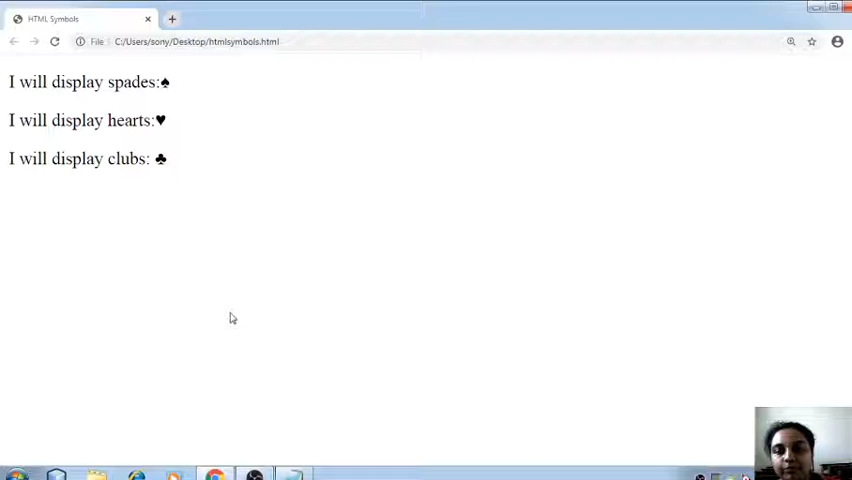 HTML Symbols
File C:/Users/sony/Desktop/htmlsymbols.html
I will display spades:♠
I will display hearts:♥
I will display clubs: ♣